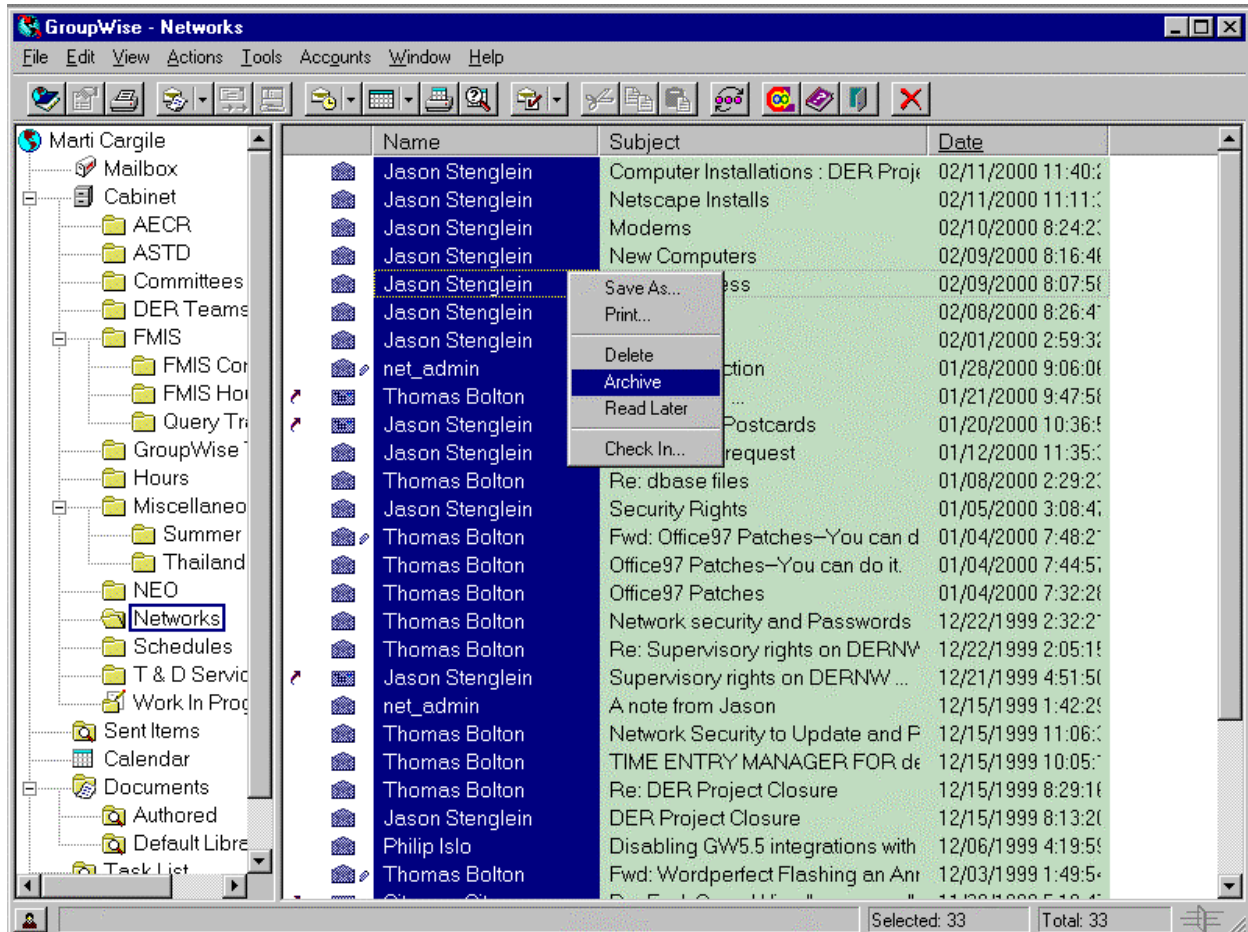 GroupWise - Networks
File Edit View Actions Tools Accounts Window Help
Marti Cargile
Mailbox
Cabinet
AECR
ASTD
Committees
DER Teams
FMIS
FMIS Cor
FMIS Hou
Query Tra
GroupWise T
Hours
Miscellaneo
Summer
Thailand
NEO
Networks
Schedules
T & D Servic
Work In Prog
Sent Items
Calendar
Documents
Authored
Default Libra
Task List
Name Subject Date
Jason Stenglein Computer Installations : DER Proje 02/11/2000 11:40:
Jason Stenglein Netscape Installs 02/11/2000 11:11:
Jason Stenglein Modems 02/10/2000 8:24:2
Jason Stenglein New Computers 02/09/2000 8:16:4
Jason Stenglein ess 02/09/2000 8:07:5
Jason Stenglein 02/08/2000 8:26:4
Jason Stenglein 02/01/2000 2:59:3
net_admin ction 01/28/2000 9:06:0
Thomas Bolton ... 01/21/2000 9:47:5
Jason Stenglein Postcards 01/20/2000 10:36:
Jason Stenglein request 01/12/2000 11:35:
Thomas Bolton Re: dbase files 01/08/2000 2:29:2
Jason Stenglein Security Rights 01/05/2000 3:08:4
Thomas Bolton Fwd: Office97 Patches--You can d 01/04/2000 7:48:2
Thomas Bolton Office97 Patches--You can do it. 01/04/2000 7:44:5
Thomas Bolton Office97 Patches 01/04/2000 7:32:2
Thomas Bolton Network security and Passwords 12/22/1999 2:32:2
Thomas Bolton Re: Supervisory rights on DERNW 12/22/1999 2:05:1
Jason Stenglein Supervisory rights on DERNW ... 12/21/1999 4:51:5
net_admin A note from Jason 12/15/1999 1:42:2
Thomas Bolton Network Security to Update and P 12/15/1999 11:06:
Thomas Bolton TIME ENTRY MANAGER FOR de 12/15/1999 10:05:
Thomas Bolton Re: DER Project Closure 12/15/1999 8:29:1
Jason Stenglein DER Project Closure 12/15/1999 8:13:2
Philip Islo Disabling GW5.5 integrations with 12/06/1999 4:19:5
Thomas Bolton Fwd: Wordperfect Flashing an Anr 12/03/1999 1:49:5
Save As...
Print...
Delete
Archive
Read Later
Check In...
Selected: 33 Total: 33